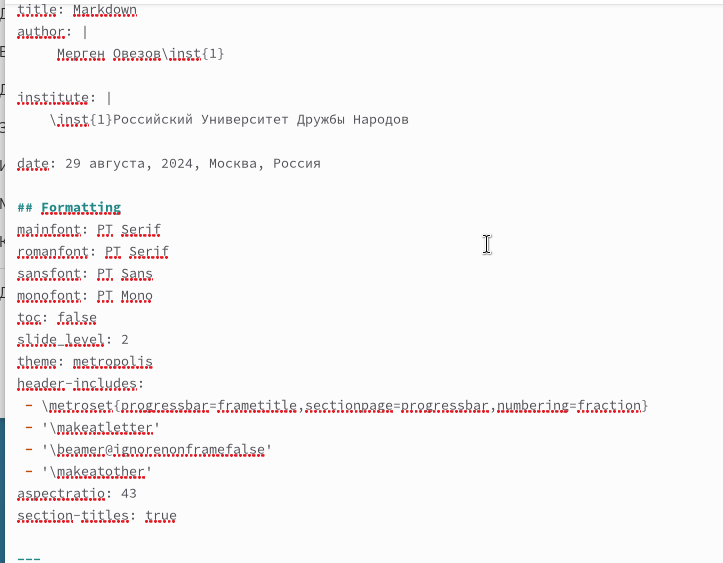 title: Markdown
author: |
Мерген Овезов\inst{1}
institute: |
\inst{1}Российский Университет Дружбы Народов
date: 29 августа, 2024, Москва, Россия
## Formatting
mainfont: PT Serif
romanfont: PT Serif
sansfont: PT Sans
monofont: PT Mono
toc: false
slide_level: 2
theme: metropolis
header-includes:
- \metroset{progressbar=frametitle,sectionpage=progressbar,numbering=fraction}
- '\makeatletter'
- '\beamer@ignorenonframefalse'
- '\makeatother'
aspectratio: 43
section-titles: true
---